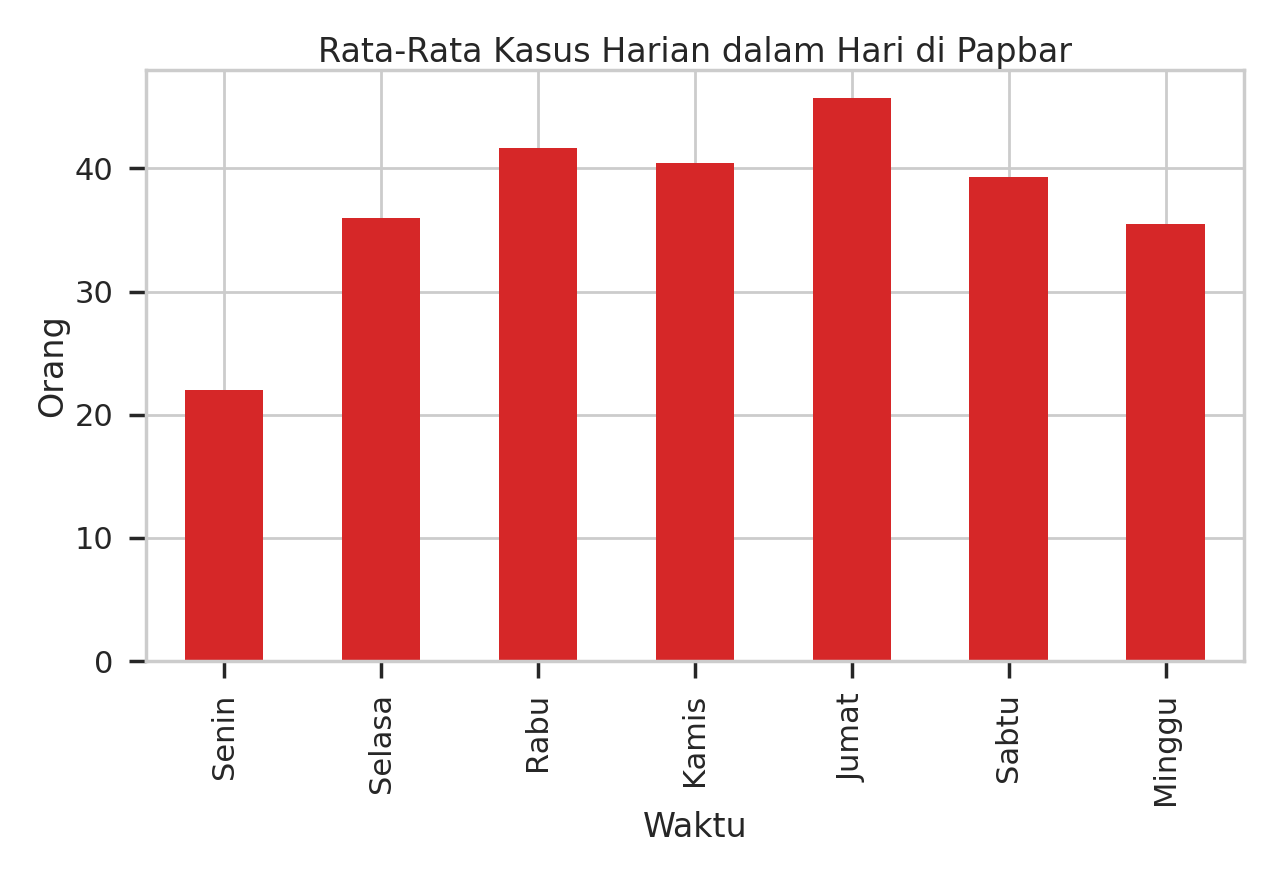 Rata-Rata Kasus Harian dalam Hari di Papbar
Orang
40
30
20
10
0
Senin
Selasa
Rabu
Kamis
Jumat
Sabtu
Minggu
Waktu